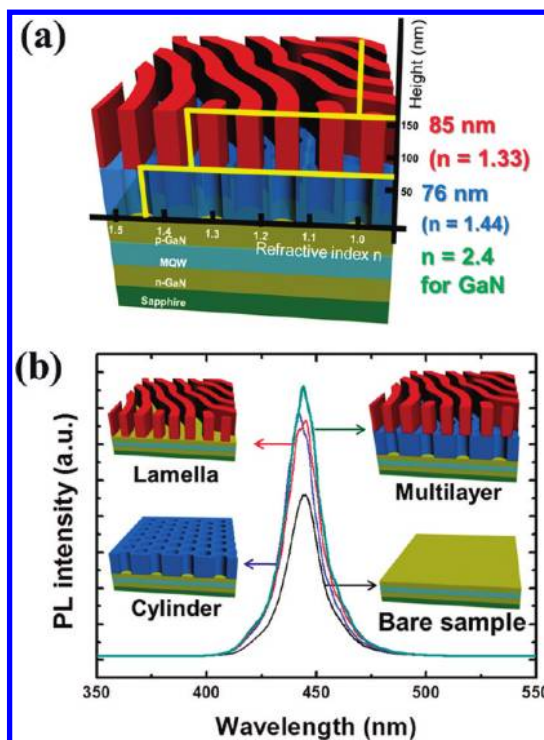 (a)
Height (nm)
150
100
50
85 nm
(n = 1.33)
76 nm
(n = 1.44)
n = 2.4
for GaN
1.5
1.4
1.3
1.2
1.1
1.0
Refractive index n
p-GaN
MQW
n-GaN
Sapphire
(b)
PL intensity (a.u.)
Lamella
Multilayer
Cylinder
Bare sample
350
400
450
500
550
Wavelength (nm)